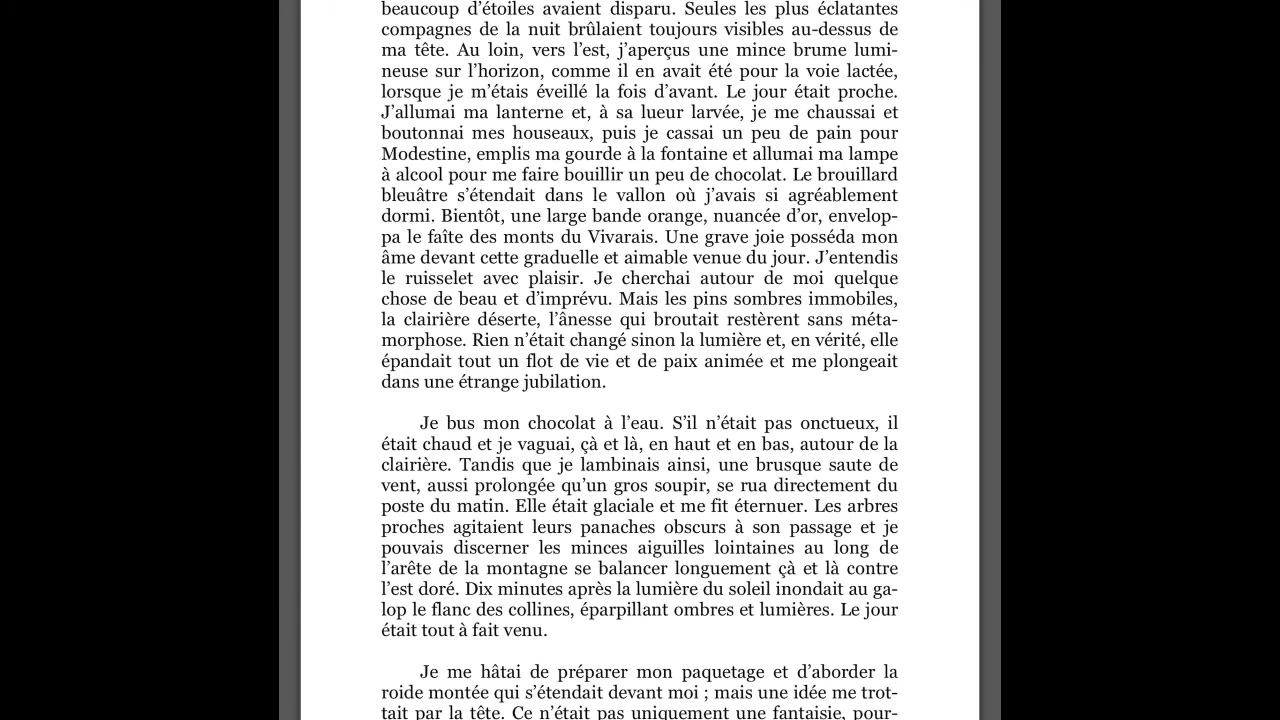 beaucoup d’étoiles avaient disparu. Seules les plus éclatantes
compagnes de la nuit brûlaient toujours visibles au-dessus de
ma tête. Au loin, vers l’est, j’aperçus une mince brume lumi-
neuse sur l’horizon, comme il en avait été pour la voie lactée,
lorsque je m’étais éveillé la fois d’avant. Le jour était proche.
J’allumai ma lanterne et, à sa lueur larvée, je me chaussai et
boutonnai mes houseaux, puis je cassai un peu de pain pour
Modestine, emplis ma gourde à la fontaine et allumai ma lampe
à alcool pour me faire bouillir un peu de chocolat. Le brouillard
bleuâtre s’étendait dans le vallon où j’avais si agréablement
dormi. Bientôt, une large bande orange, nuancée d’or, envelop-
pa le faîte des monts du Vivarais. Une grave joie posséda mon
âme devant cette graduelle et aimable venue du jour. J’entendis
le ruisselet avec plaisir. Je cherchai autour de moi quelque
chose de beau et d’imprévu. Mais les pins sombres immobiles,
la clairière déserte, l’ânesse qui broutait restèrent sans méta-
morphose. Rien n’était changé sinon la lumière et, en vérité, elle
épandait tout un flot de vie et de paix animée et me plongeait
dans une étrange jubilation.
Je bus mon chocolat à l’eau. S’il n’était pas onctueux, il
était chaud et je vaguai, çà et là, en haut et en bas, autour de la
clairière. Tandis que je lambinais ainsi, une brusque saute de
vent, aussi prolongée qu’un gros soupir, se rua directement du
poste du matin. Elle était glaciale et me fit éternuer. Les arbres
proches agitaient leurs panaches obscurs à son passage et je
pouvais discerner les minces aiguilles lointaines au long de
l’arête de la montagne se balancer longuement çà et là contre
l’est doré. Dix minutes après la lumière du soleil inondait au ga-
lop le flanc des collines, éparpillant ombres et lumières. Le jour
était tout à fait venu.
Je me hâtai de préparer mon paquetage et d’aborder la
roide montée qui s’étendait devant moi ; mais une idée me trot-
tait par la tête. Ce n’était pas uniquement une fantaisie, pour-